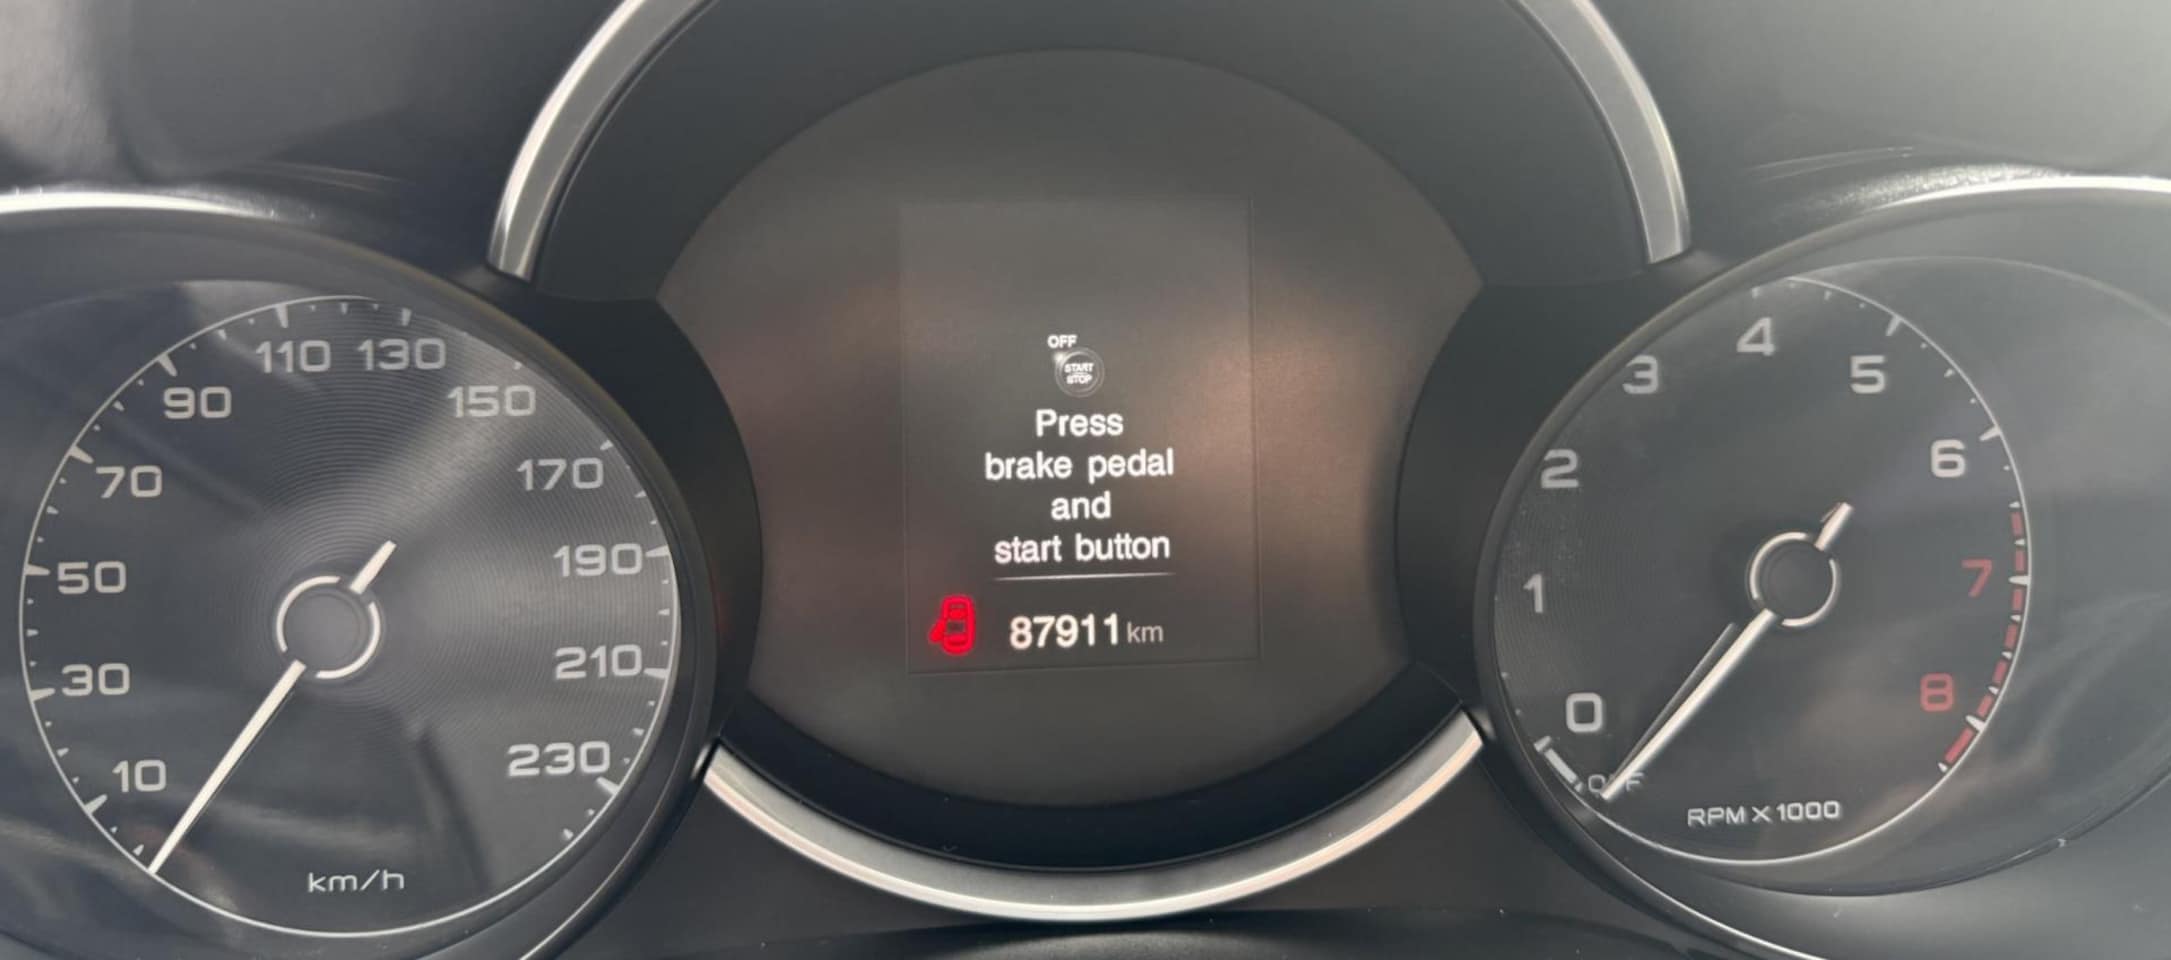 110 130
90
150
70
170
50
190
30
210
10
230
km/h
OFF
START
STOP
Press
brake pedal
and
start button
87911 km
4
3
5
2
6
1
7
0
8
OFF
RPM X 1000